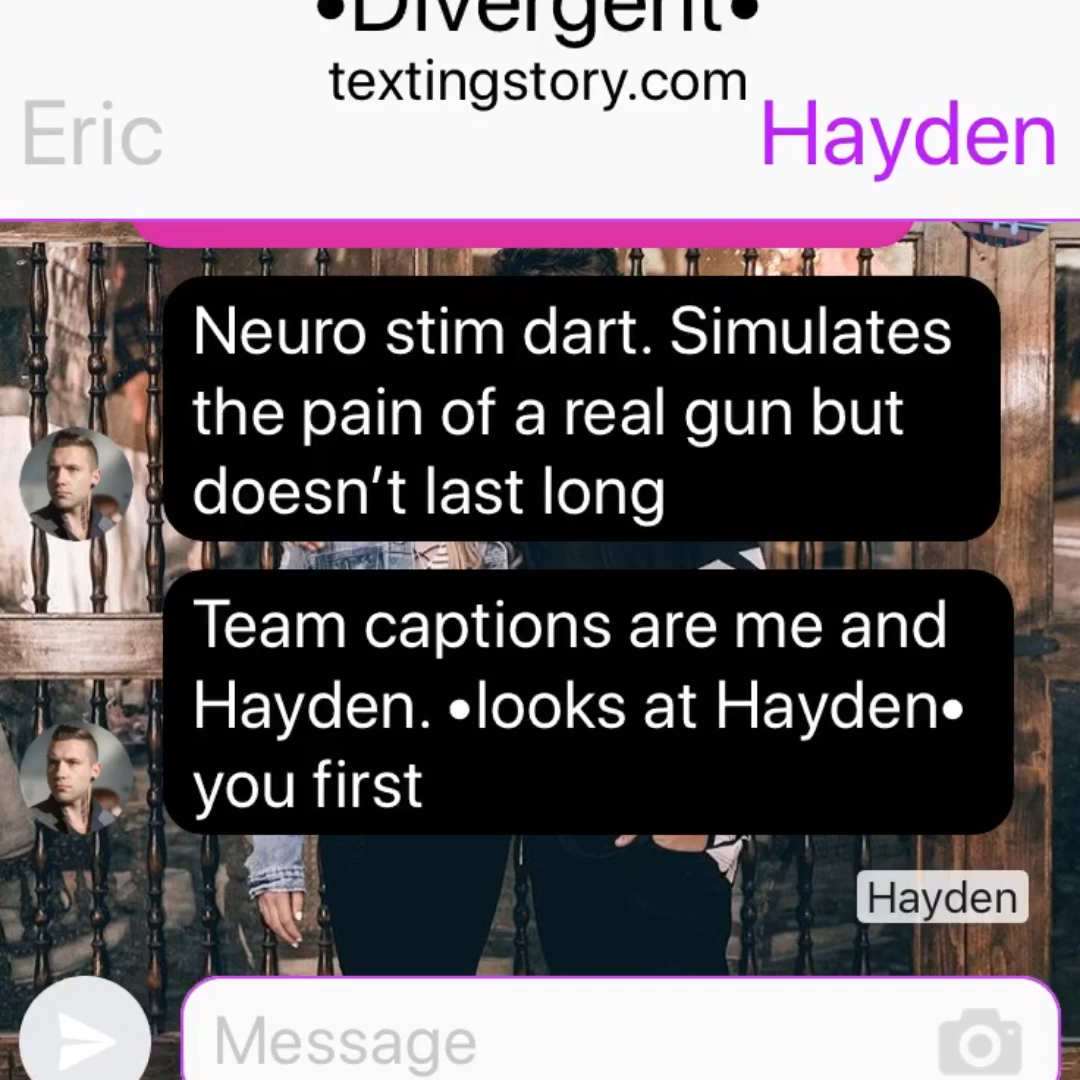 •Divergent•
textingstory.com
Eric
Hayden
Neuro stim dart. Simulates
the pain of a real gun but
doesn’t last long
Team captions are me and
Hayden. •looks at Hayden•
you first
Hayden
Message